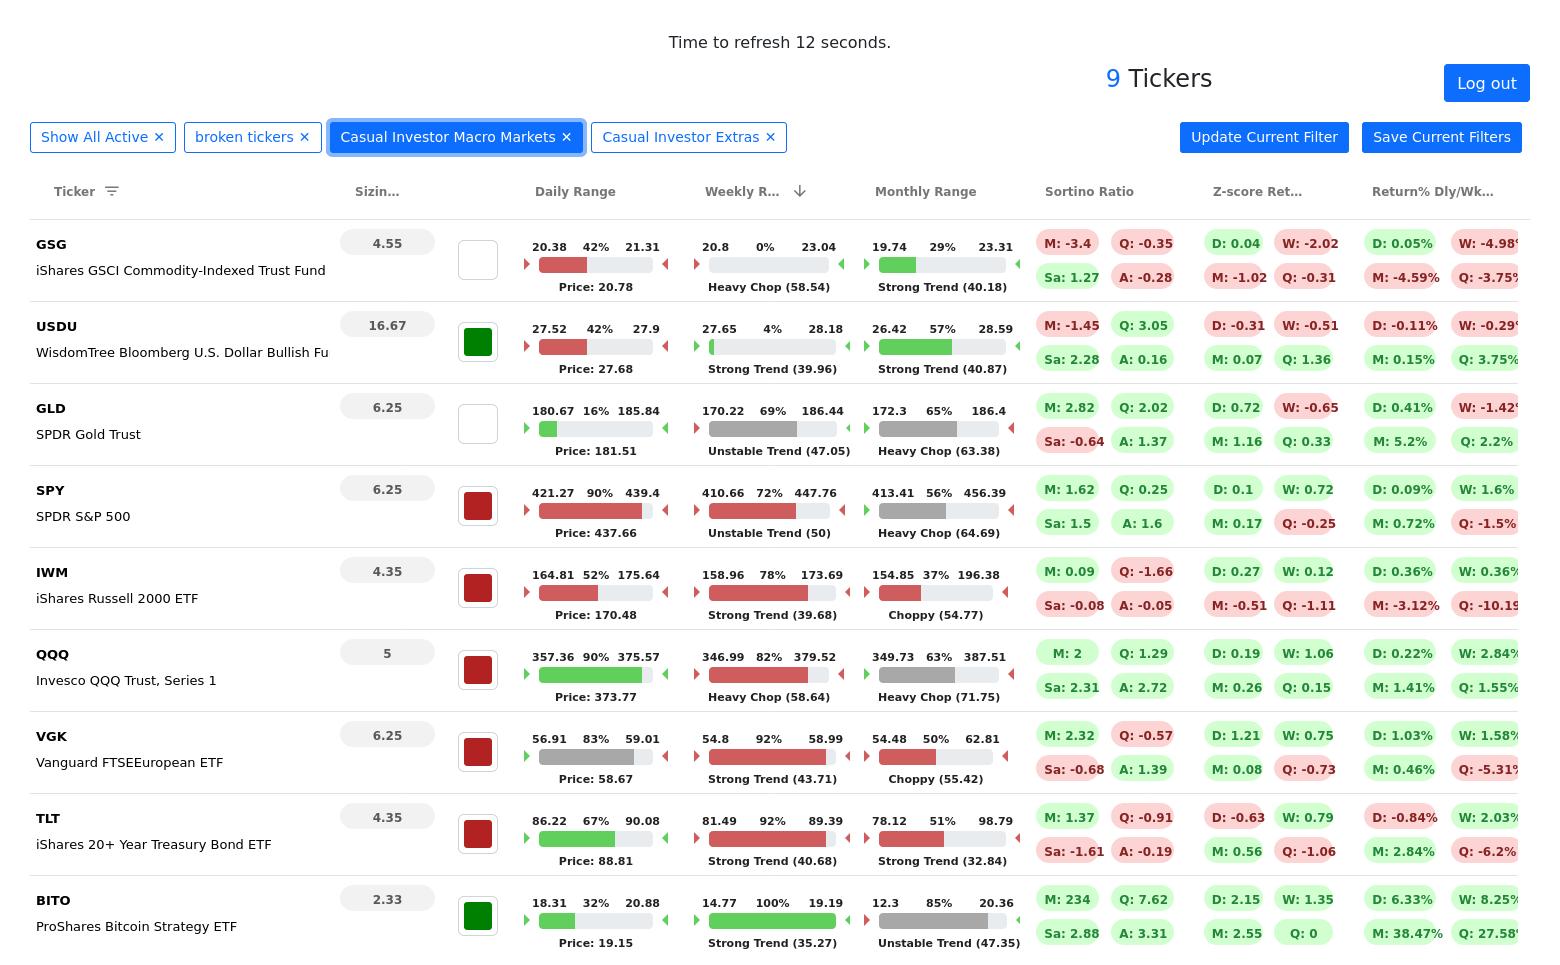 Time to refresh 12 seconds.
9 Tickers
Log out
Show All Active ✕ broken tickers ✕ Casual Investor Macro Markets ✕ Casual Investor Extras ✕ Update Current Filter Save Current Filters
Ticker Sizin... Daily Range Weekly R... Monthly Range Sortino Ratio Z-score Ret... Return% Dly/Wk...
GSG 4.55 20.38 42% 21.31 20.8 0% 23.04 19.74 29% 23.31 M: -3.4 Q: -0.35 D: 0.04 W: -2.02 D: 0.05% W: -4.98%
iShares GSCI Commodity-Indexed Trust Fund Sa: 1.27 A: -0.28 M: -1.02 Q: -0.31 M: -4.59% Q: -3.75%
Price: 20.78 Heavy Chop (58.54) Strong Trend (40.18)
USDU 16.67 27.52 42% 27.9 27.65 4% 28.18 26.42 57% 28.59 M: -1.45 Q: 3.05 D: -0.31 W: -0.51 D: -0.11% W: -0.29%
WisdomTree Bloomberg U.S. Dollar Bullish Fu Sa: 2.28 A: 0.16 M: 0.07 Q: 1.36 M: 0.15% Q: 3.75%
Price: 27.68 Strong Trend (39.96) Strong Trend (40.87)
GLD 6.25 180.67 16% 185.84 170.22 69% 186.44 172.3 65% 186.4 M: 2.82 Q: 2.02 D: 0.72 W: -0.65 D: 0.41% W: -1.42%
SPDR Gold Trust Sa: -0.64 A: 1.37 M: 1.16 Q: 0.33 M: 5.2% Q: 2.2%
Price: 181.51 Unstable Trend (47.05) Heavy Chop (63.38)
SPY 6.25 421.27 90% 439.4 410.66 72% 447.76 413.41 56% 456.39 M: 1.62 Q: 0.25 D: 0.1 W: 0.72 D: 0.09% W: 1.6%
SPDR S&P 500 Sa: 1.5 A: 1.6 M: 0.17 Q: -0.25 M: 0.72% Q: -1.5%
Price: 437.66 Unstable Trend (50) Heavy Chop (64.69)
IWM 4.35 164.81 52% 175.64 158.96 78% 173.69 154.85 37% 196.38 M: 0.09 Q: -1.66 D: 0.27 W: 0.12 D: 0.36% W: 0.36%
iShares Russell 2000 ETF Sa: -0.08 A: -0.05 M: -0.51 Q: -1.11 M: -3.12% Q: -10.19
Price: 170.48 Strong Trend (39.68) Choppy (54.77)
QQQ 5 357.36 90% 375.57 346.99 82% 379.52 349.73 63% 387.51 M: 2 Q: 1.29 D: 0.19 W: 1.06 D: 0.22% W: 2.84%
Invesco QQQ Trust, Series 1 Sa: 2.31 A: 2.72 M: 0.26 Q: 0.15 M: 1.41% Q: 1.55%
Price: 373.77 Heavy Chop (58.64) Heavy Chop (71.75)
VGK 6.25 56.91 83% 59.01 54.8 92% 58.99 54.48 50% 62.81 M: 2.32 Q: -0.57 D: 1.21 W: 0.75 D: 1.03% W: 1.58%
Vanguard FTSEEuropean ETF Sa: -0.68 A: 1.39 M: 0.08 Q: -0.73 M: 0.46% Q: -5.31%
Price: 58.67 Strong Trend (43.71) Choppy (55.42)
TLT 4.35 86.22 67% 90.08 81.49 92% 89.39 78.12 51% 98.79 M: 1.37 Q: -0.91 D: -0.63 W: 0.79 D: -0.84% W: 2.03%
iShares 20+ Year Treasury Bond ETF Sa: -1.61 A: -0.19 M: 0.56 Q: -1.06 M: 2.84% Q: -6.2%
Price: 88.81 Strong Trend (40.68) Strong Trend (32.84)
BITO 2.33 18.31 32% 20.88 14.77 100% 19.19 12.3 85% 20.36 M: 234 Q: 7.62 D: 2.15 W: 1.35 D: 6.33% W: 8.25%
ProShares Bitcoin Strategy ETF Sa: 2.88 A: 3.31 M: 2.55 Q: 0 M: 38.47% Q: 27.58%
Price: 19.15 Strong Trend (35.27) Unstable Trend (47.35)